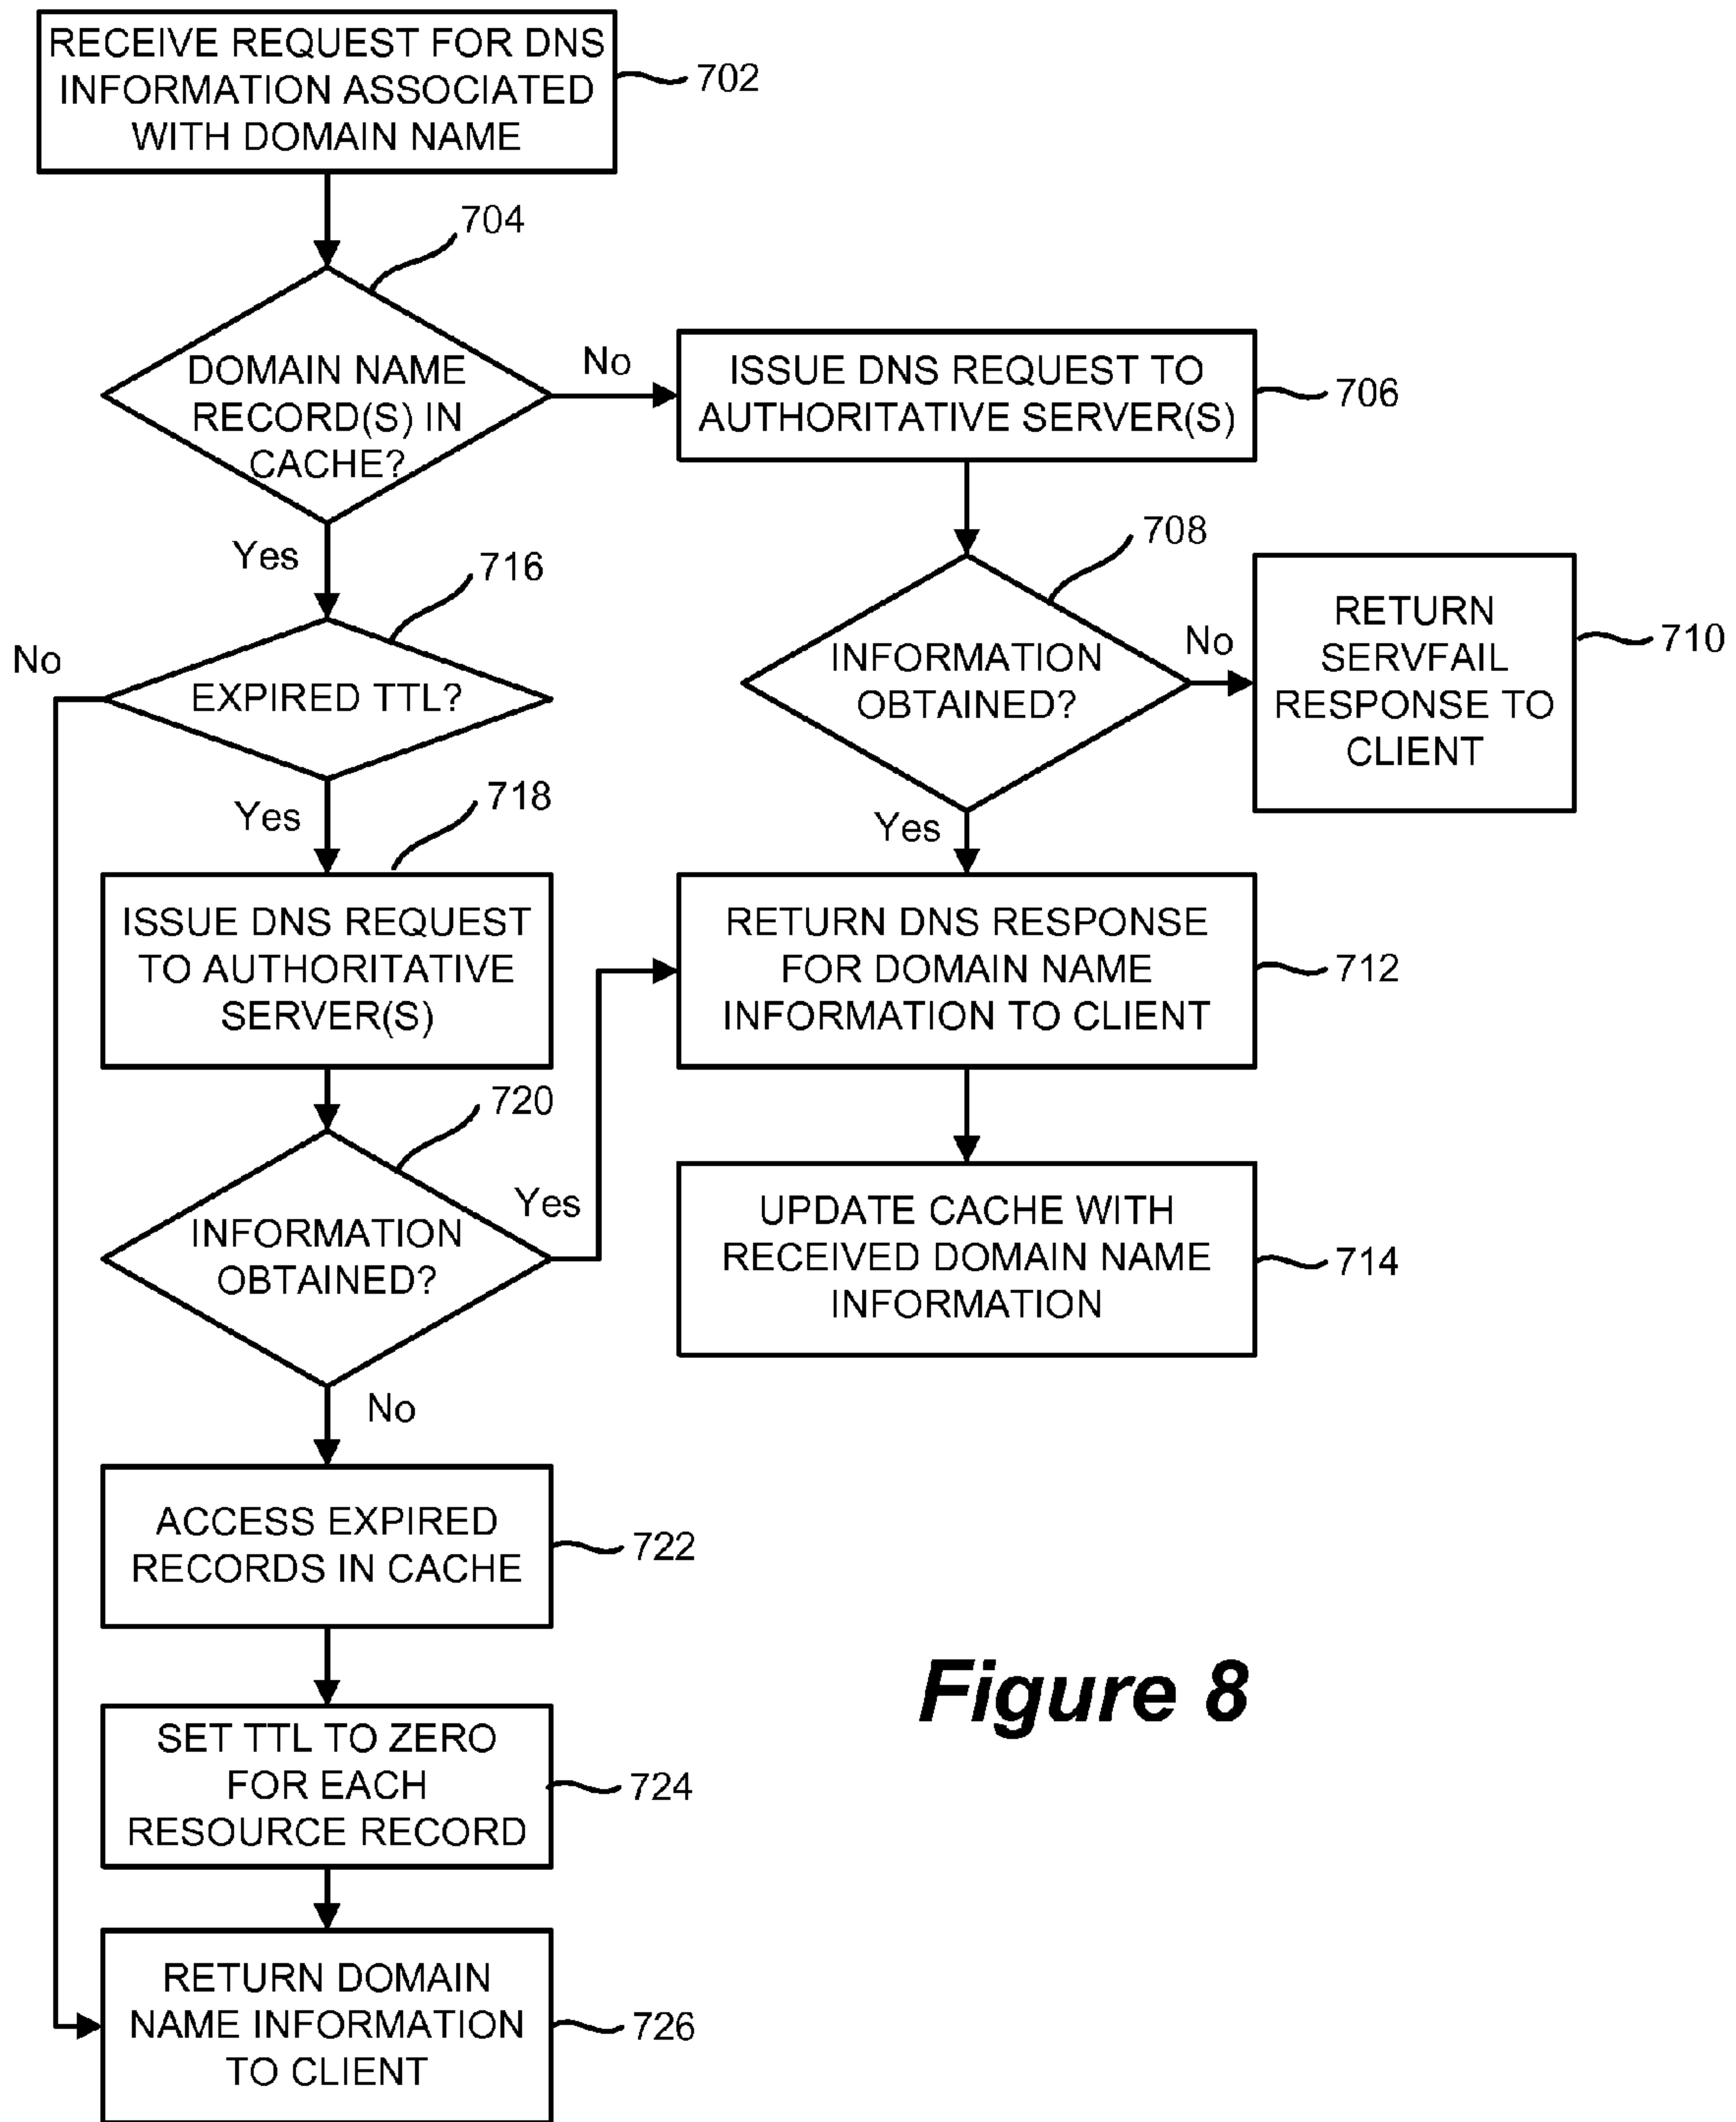 RECEIVE REQUEST FOR DNS
INFORMATION ASSOCIATED
WITH DOMAIN NAME
702
704
DOMAIN NAME
RECORD(S) IN
CACHE?
No
ISSUE DNS REQUEST TO
AUTHORITATIVE SERVER(S)
706
Yes
708
716
No
EXPIRED TTL?
INFORMATION
OBTAINED?
No
RETURN
SERVFAIL
RESPONSE TO
CLIENT
710
Yes
718
Yes
ISSUE DNS REQUEST
TO AUTHORITATIVE
SERVER(S)
RETURN DNS RESPONSE
FOR DOMAIN NAME
INFORMATION TO CLIENT
712
720
INFORMATION
OBTAINED?
Yes
UPDATE CACHE WITH
RECEIVED DOMAIN NAME
INFORMATION
714
No
ACCESS EXPIRED
RECORDS IN CACHE
722
SET TTL TO ZERO
FOR EACH
RESOURCE RECORD
724
Figure 8
RETURN DOMAIN
NAME INFORMATION
TO CLIENT
726